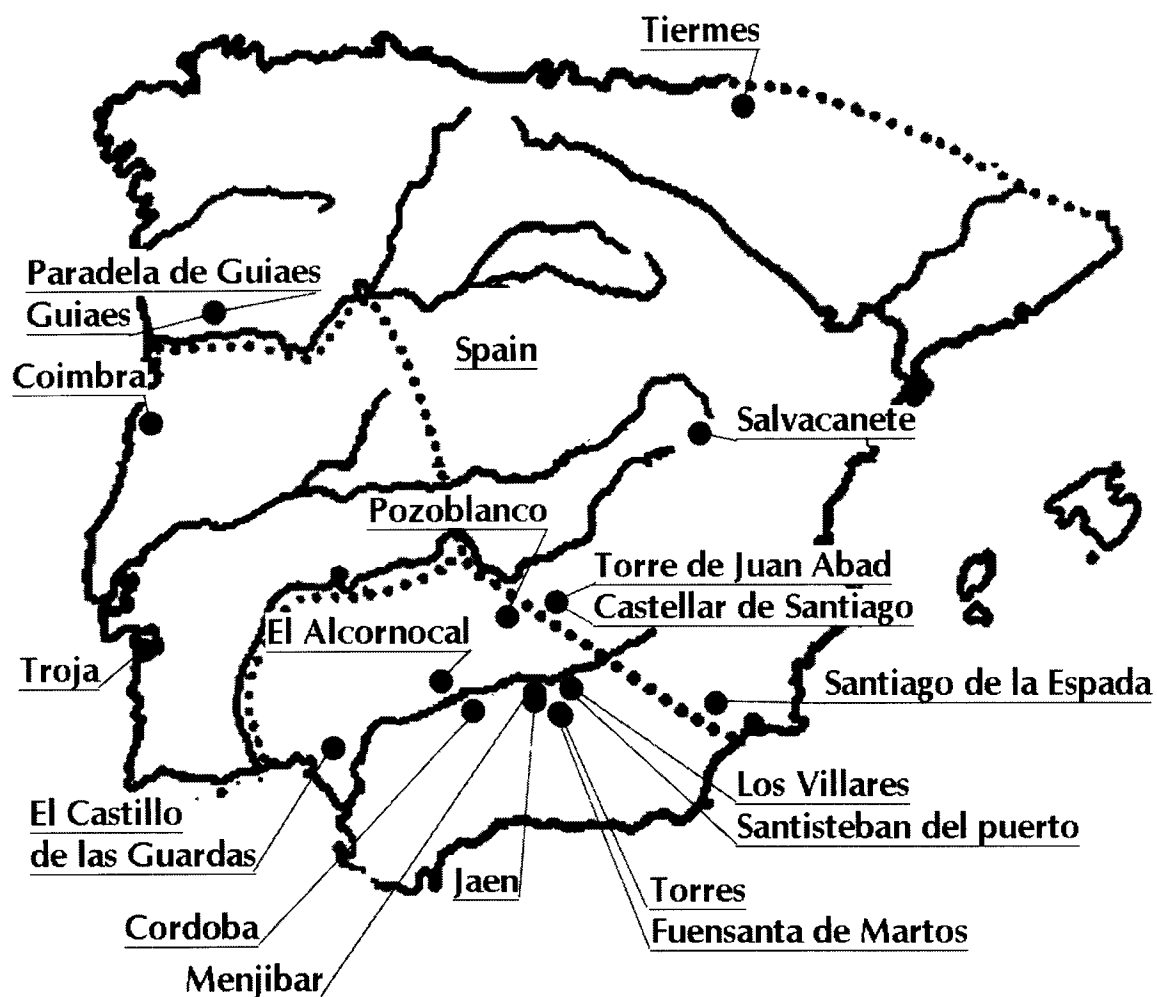 Tiermes
Paradela de Guiaes
Guiaes
Spain
Coimbra
Salvacanete
Pozoblanco
Torre de Juan Abad
Castellar de Santiago
El Alcornocal
Troja
Santiago de la Espada
Los Villares
Santisteban del puerto
El Castillo
de las Guardas
Jaen
Torres
Cordoba
Fuensanta de Martos
Menjibar